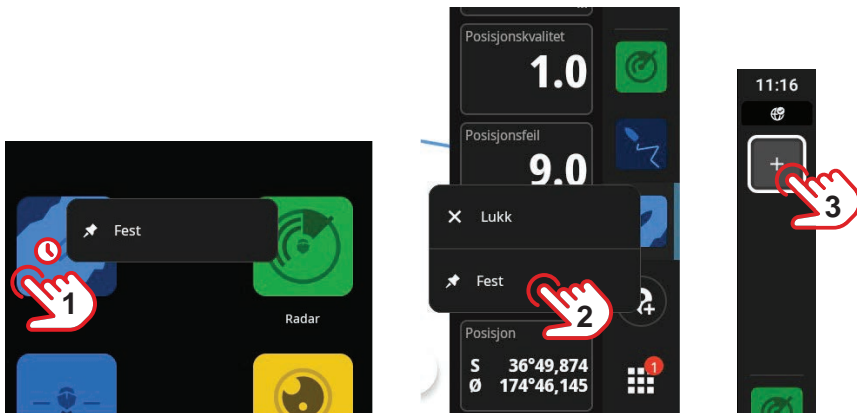 Fest
1
Radar
Posisjonskvalitet
1.0
Posisjonsfeil
9.0
Lukk
Fest
2
Posisjon
S 36°49,874
Ø 174°46,145
1
11:16
3